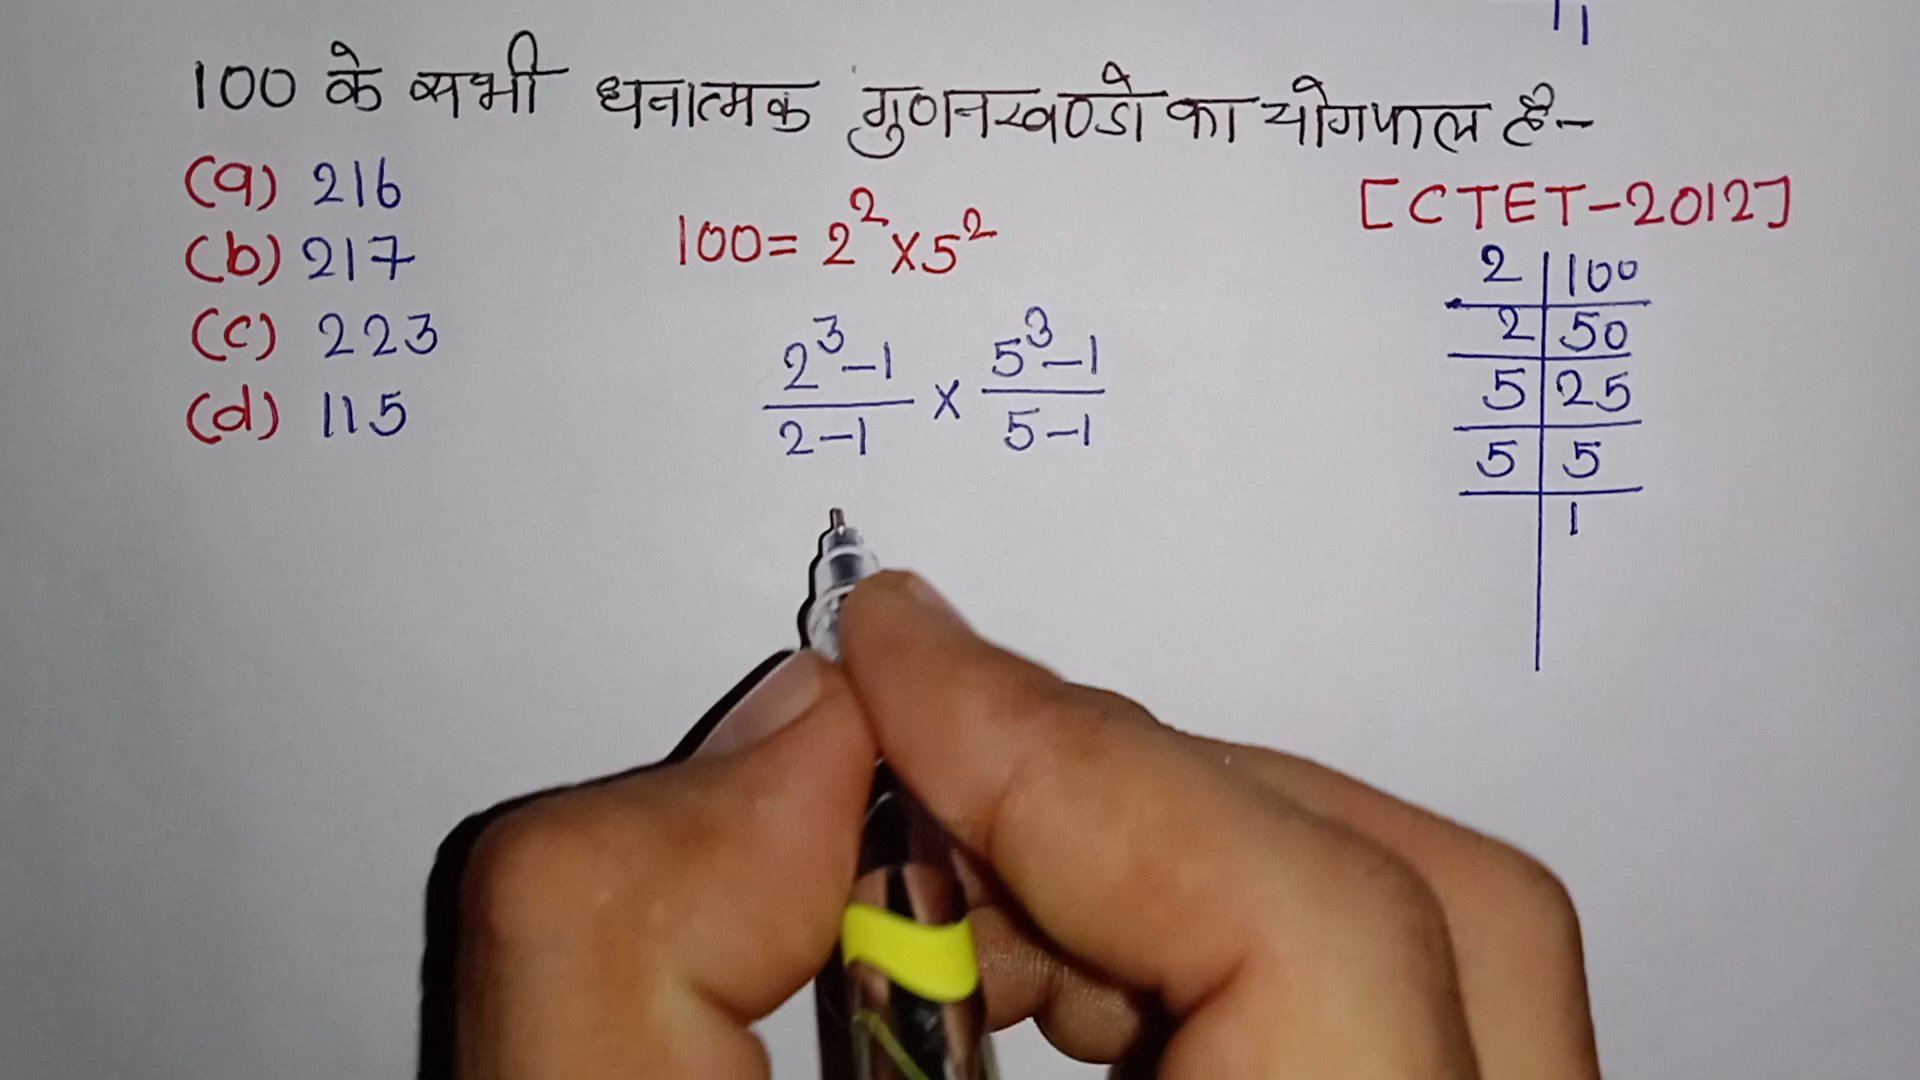 100 के सभी धनात्मक गुणनखण्डो का योगफल है-
(a) 216
(b) 217
(c) 223
(d) 115
100 = 2² × 5²
2³-1 / 2-1 × 5³-1 / 5-1
[CTET-2012]
2 | 100
2 | 50
5 | 25
5 | 5
1